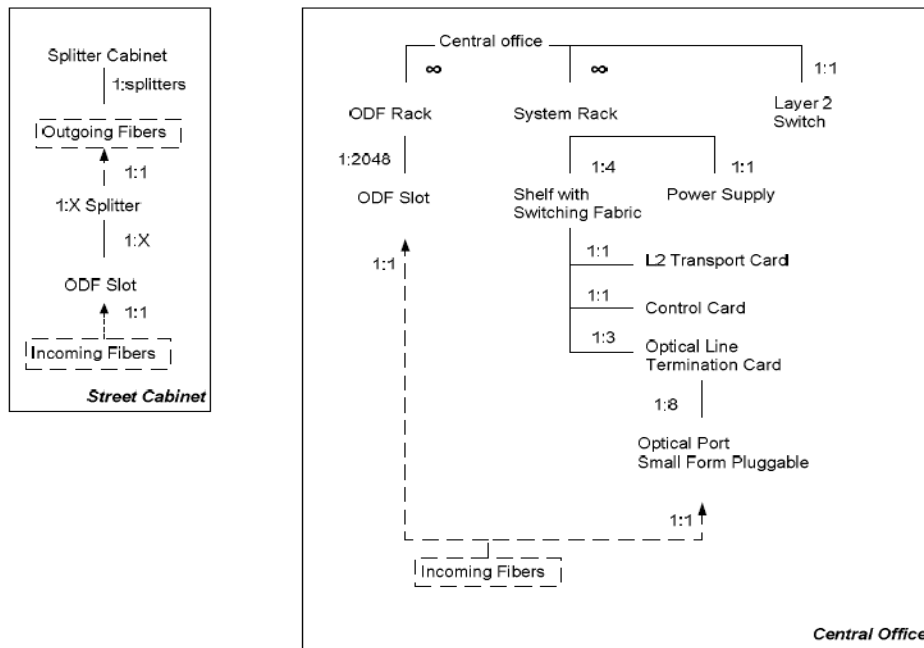 Splitter Cabinet
1:splitters
Outgoing Fibers
1:1
1:X Splitter
1:X
ODF Slot
1:1
Incoming Fibers
Street Cabinet
Central office
∞
∞
1:1
ODF Rack
System Rack
Layer 2
Switch
1:2048
1:4
1:1
ODF Slot
Shelf with
Switching Fabric
Power Supply
1:1
1:1
L2 Transport Card
1:1
Control Card
1:3
Optical Line
Termination Card
1:8
Optical Port
Small Form Pluggable
1:1
Incoming Fibers
Central Office